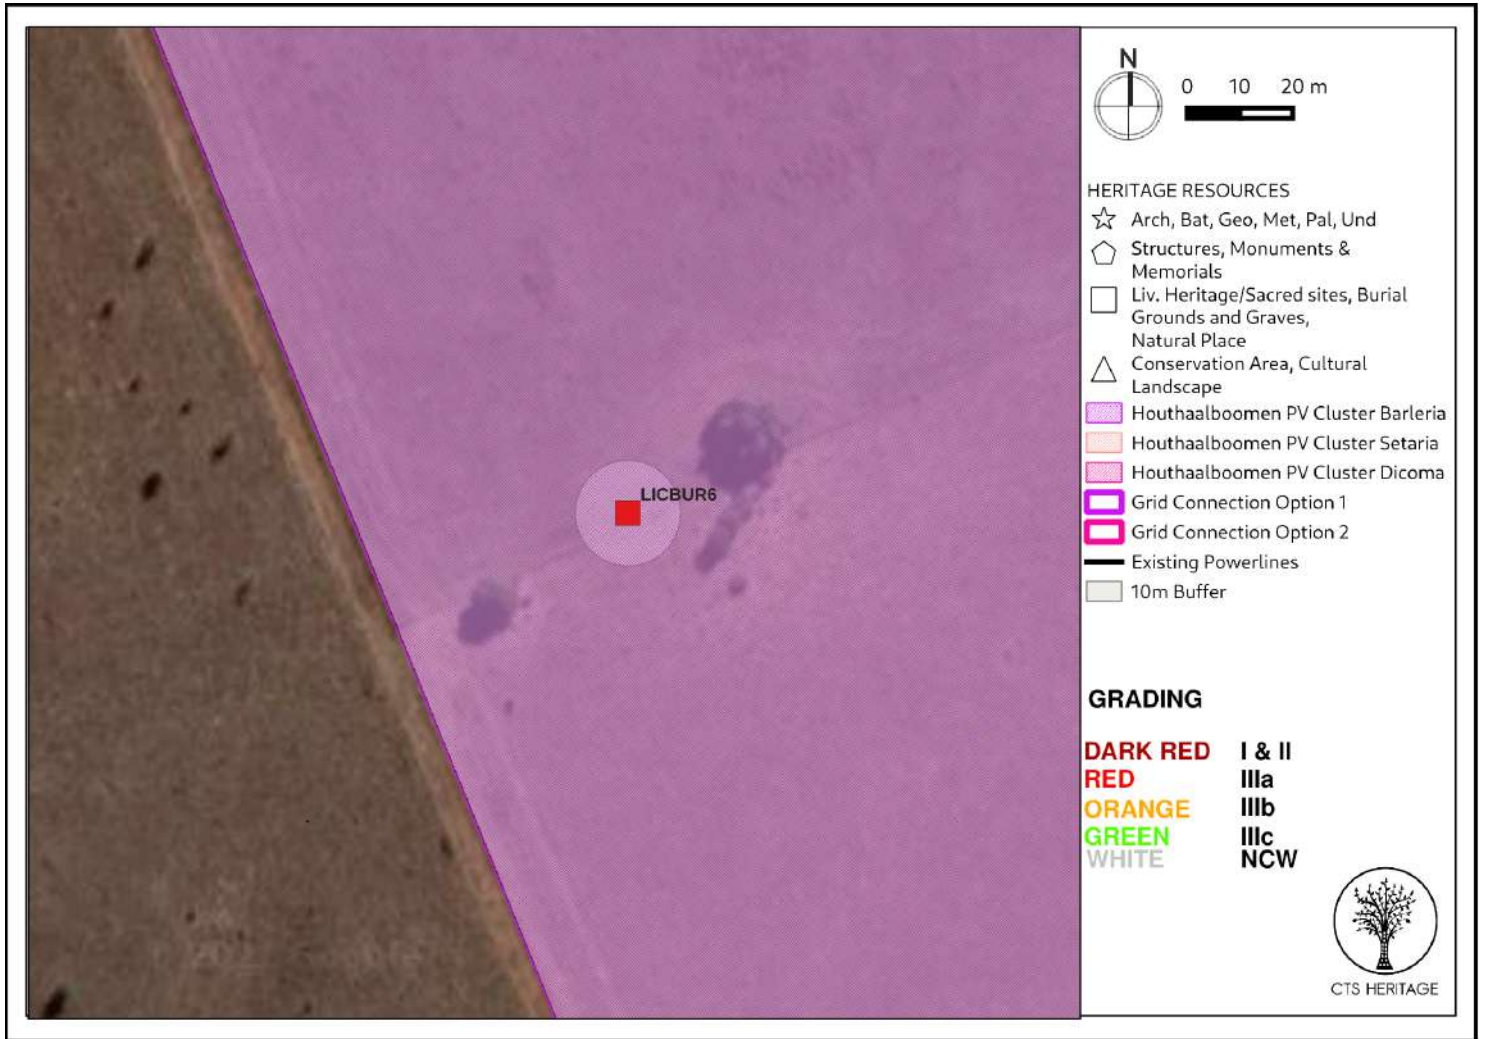 N
0 10 20 m
HERITAGE RESOURCES
Arch, Bat, Geo, Met, Pal, Und
Structures, Monuments &
Memorials
Liv. Heritage/Sacred sites, Burial
Grounds and Graves,
Natural Place
Conservation Area, Cultural
Landscape
Houthaalboomen PV Cluster Barleria
Houthaalboomen PV Cluster Setaria
Houthaalboomen PV Cluster Dicoma
Grid Connection Option 1
Grid Connection Option 2
Existing Powerlines
10m Buffer
LICBUR6
GRADING
DARK RED I & II
RED IIIa
ORANGE IIIb
GREEN IIIc
WHITE NCW
CTS HERITAGE